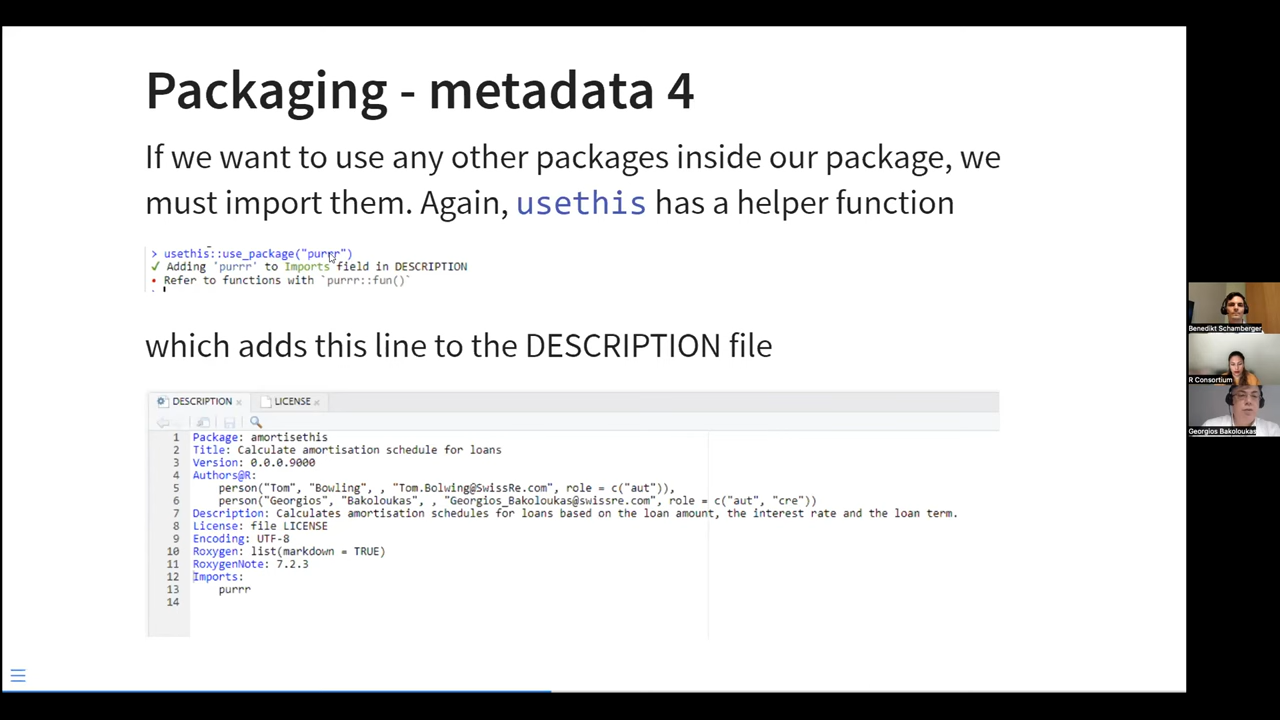 Packaging - metadata 4
If we want to use any other packages inside our package, we
must import them. Again, usethis has a helper function
> usethis::use_package("purrr")
✓ Adding 'purrr' to Imports field in DESCRIPTION
• Refer to functions with `purrr::fun()`
which adds this line to the DESCRIPTION file
DESCRIPTION
LICENSE
1 Package: amortisethis
2 Title: Calculate amortisation schedule for loans
3 Version: 0.0.0.9000
4 Authors@R:
5 person("Tom", "Bowling", , "Tom.Bolwing@SwissRe.com", role = c("aut")),
6 person("Georgios", "Bakoloukas", , "Georgios_Bakoloukas@swissre.com", role = c("aut", "cre"))
7 Description: Calculates amortisation schedules for loans based on the loan amount, the interest rate and the loan term.
8 License: file LICENSE
9 Encoding: UTF-8
10 Roxygen: list(markdown = TRUE)
11 RoxygenNote: 7.2.3
12 Imports:
13 purrr
14
Benedikt Schamberger
R Consortium
Georgios Bakoloukas